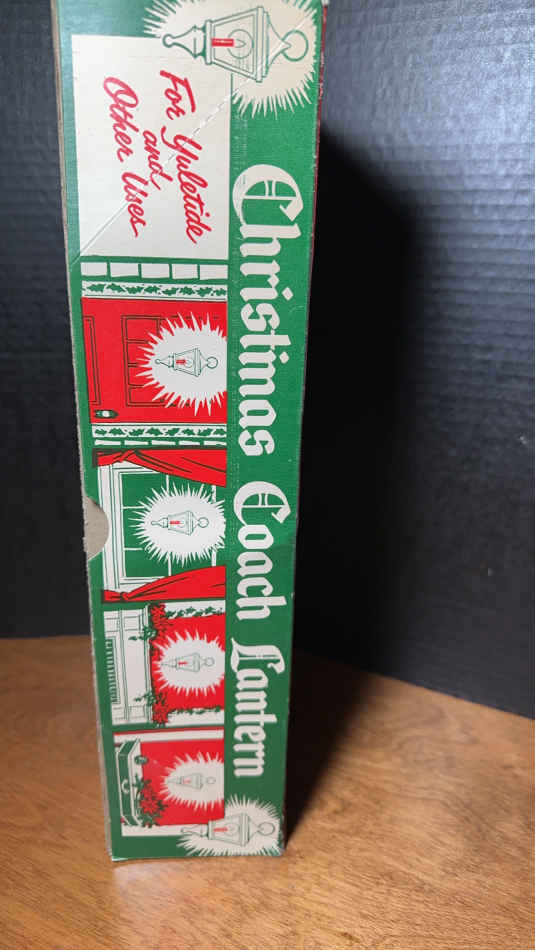 Christmas Coach Lantern
For Yuletide
and
Other Uses